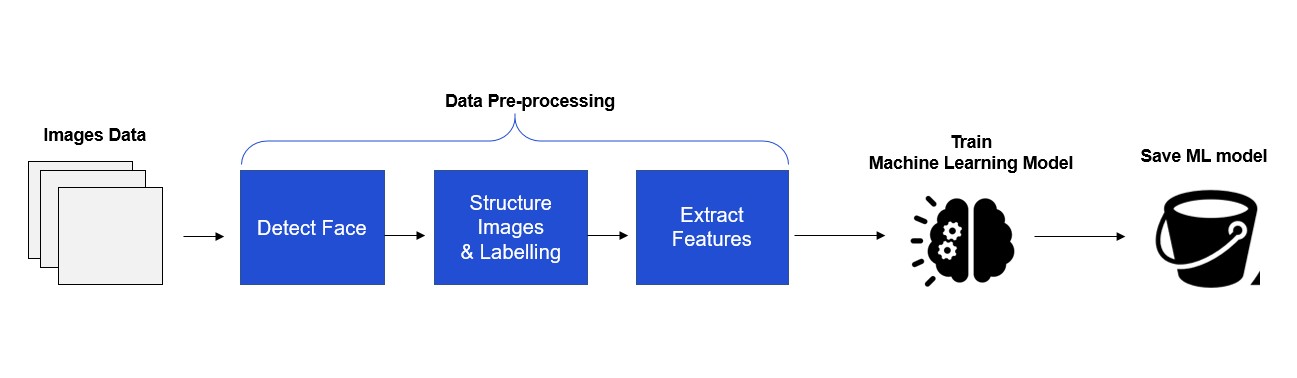 Data Pre-processing
Images Data
Detect Face
Structure
Images
& Labelling
Extract
Features
Train
Machine Learning Model
Save ML model